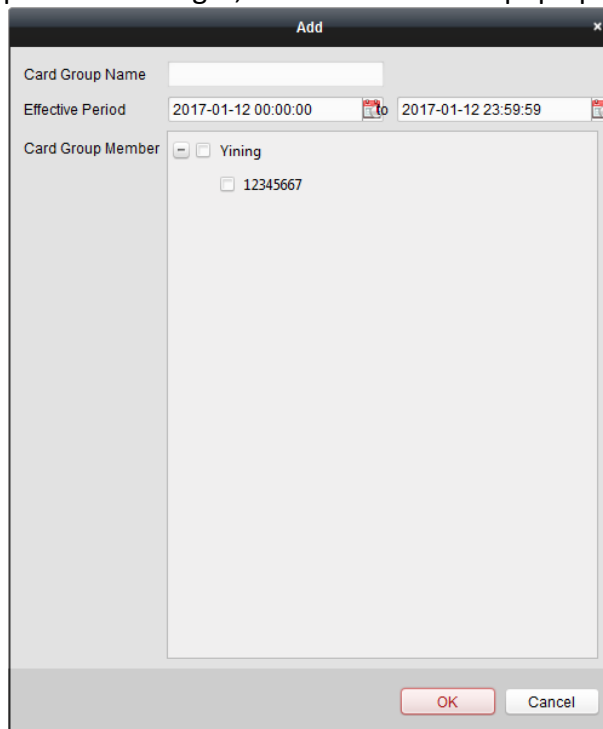 Add ×
Card Group Name
Effective Period 2017-01-12 00:00:00 to 2017-01-12 23:59:59
Card Group Member Yining
12345667
OK Cancel